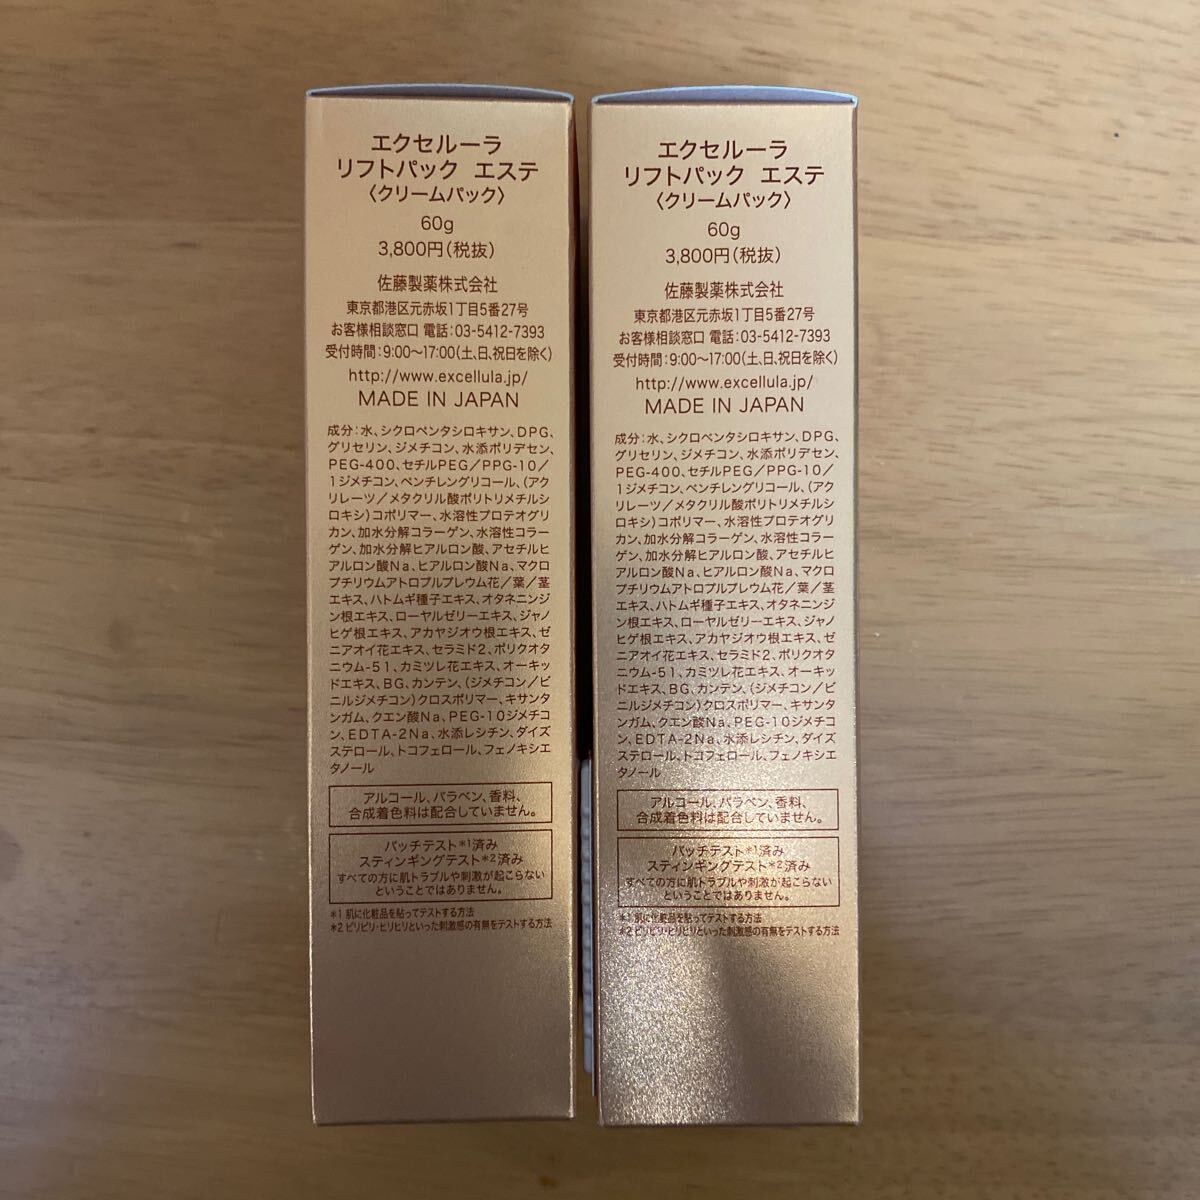 エクセルーラ
リフトパック エステ
〈クリームパック〉
60g
3,800円(税抜)
佐藤製薬株式会社
東京都港区元赤坂1丁目5番27号
お客様相談窓口 電話:03-5412-7393
受付時間:9:00〜17:00(土、日、祝日を除く)
http://www.excellula.jp/
MADE IN JAPAN
成分:水、シクロペンタシロキサン、DPG、
グリセリン、ジメチコン、水添ポリデセン、
PEG-400、セチルPEG/PPG-10/
1ジメチコン、ペンチレングリコール、(アク
リレーツ/メタクリル酸ポリトリメチルシ
ロキシ)コポリマー、水溶性プロテオグリ
カン、加水分解コラーゲン、水溶性コラー
ゲン、加水分解ヒアルロン酸、アセチルヒ
アルロン酸Na、ヒアルロン酸Na、マクロ
プチリウムアトロプルプレウム花/葉/茎
エキス、ハトムギ種子エキス、オタネニンジ
ン根エキス、ローヤルゼリーエキス、ジャノ
ヒゲ根エキス、アカヤジオウ根エキス、ゼ
ニアオイ花エキス、セラミド2、ポリクオタ
ニウム-51、カミツレ花エキス、オーキッ
ドエキス、BG、カンテン、(ジメチコン/ビ
ニルジメチコン)クロスポリマー、キサンタ
ンガム、クエン酸Na、PEG-10ジメチコ
ン、EDTA-2Na、水添レシチン、ダイズ
ステロール、トコフェロール、フェノキシエ
タノール
アルコール、パラベン、香料、
合成着色料は配合していません。
パッチテスト*1済み
スティンギングテスト*2済み
すべての方に肌トラブルや刺激が起こらない
ということではありません。
*1 肌に化粧品を貼ってテストする方法
*2 ピリピリ・ヒリヒリといった刺激感の有無をテストする方法
エクセルーラ
リフトパック エステ
〈クリームパック〉
60g
3,800円(税抜)
佐藤製薬株式会社
東京都港区元赤坂1丁目5番27号
お客様相談窓口 電話:03-5412-7393
受付時間:9:00〜17:00(土、日、祝日を除く)
http://www.excellula.jp/
MADE IN JAPAN
成分:水、シクロペンタシロキサン、DPG、
グリセリン、ジメチコン、水添ポリデセン、
PEG-400、セチルPEG/PPG-10/
1ジメチコン、ペンチレングリコール、(アク
リレーツ/メタクリル酸ポリトリメチルシ
ロキシ)コポリマー、水溶性プロテオグリ
カン、加水分解コラーゲン、水溶性コラー
ゲン、加水分解ヒアルロン酸、アセチルヒ
アルロン酸Na、ヒアルロン酸Na、マクロ
プチリウムアトロプルプレウム花/葉/茎
エキス、ハトムギ種子エキス、オタネニンジ
ン根エキス、ローヤルゼリーエキス、ジャノ
ヒゲ根エキス、アカヤジオウ根エキス、ゼ
ニアオイ花エキス、セラミド2、ポリクオタ
ニウム-51、カミツレ花エキス、オーキッ
ドエキス、BG、カンテン、(ジメチコン/ビ
ニルジメチコン)クロスポリマー、キサンタ
ンガム、クエン酸Na、PEG-10ジメチコ
ン、EDTA-2Na、水添レシチン、ダイズ
ステロール、トコフェロール、フェノキシエ
タノール
アルコール、パラベン、香料、
合成着色料は配合していません。
パッチテスト*1済み
スティンギングテスト*2済み
すべての方に肌トラブルや刺激が起こらない
ということではありません。
*1 肌に化粧品を貼ってテストする方法
*2 ピリピリ・ヒリヒリといった刺激感の有無をテストする方法